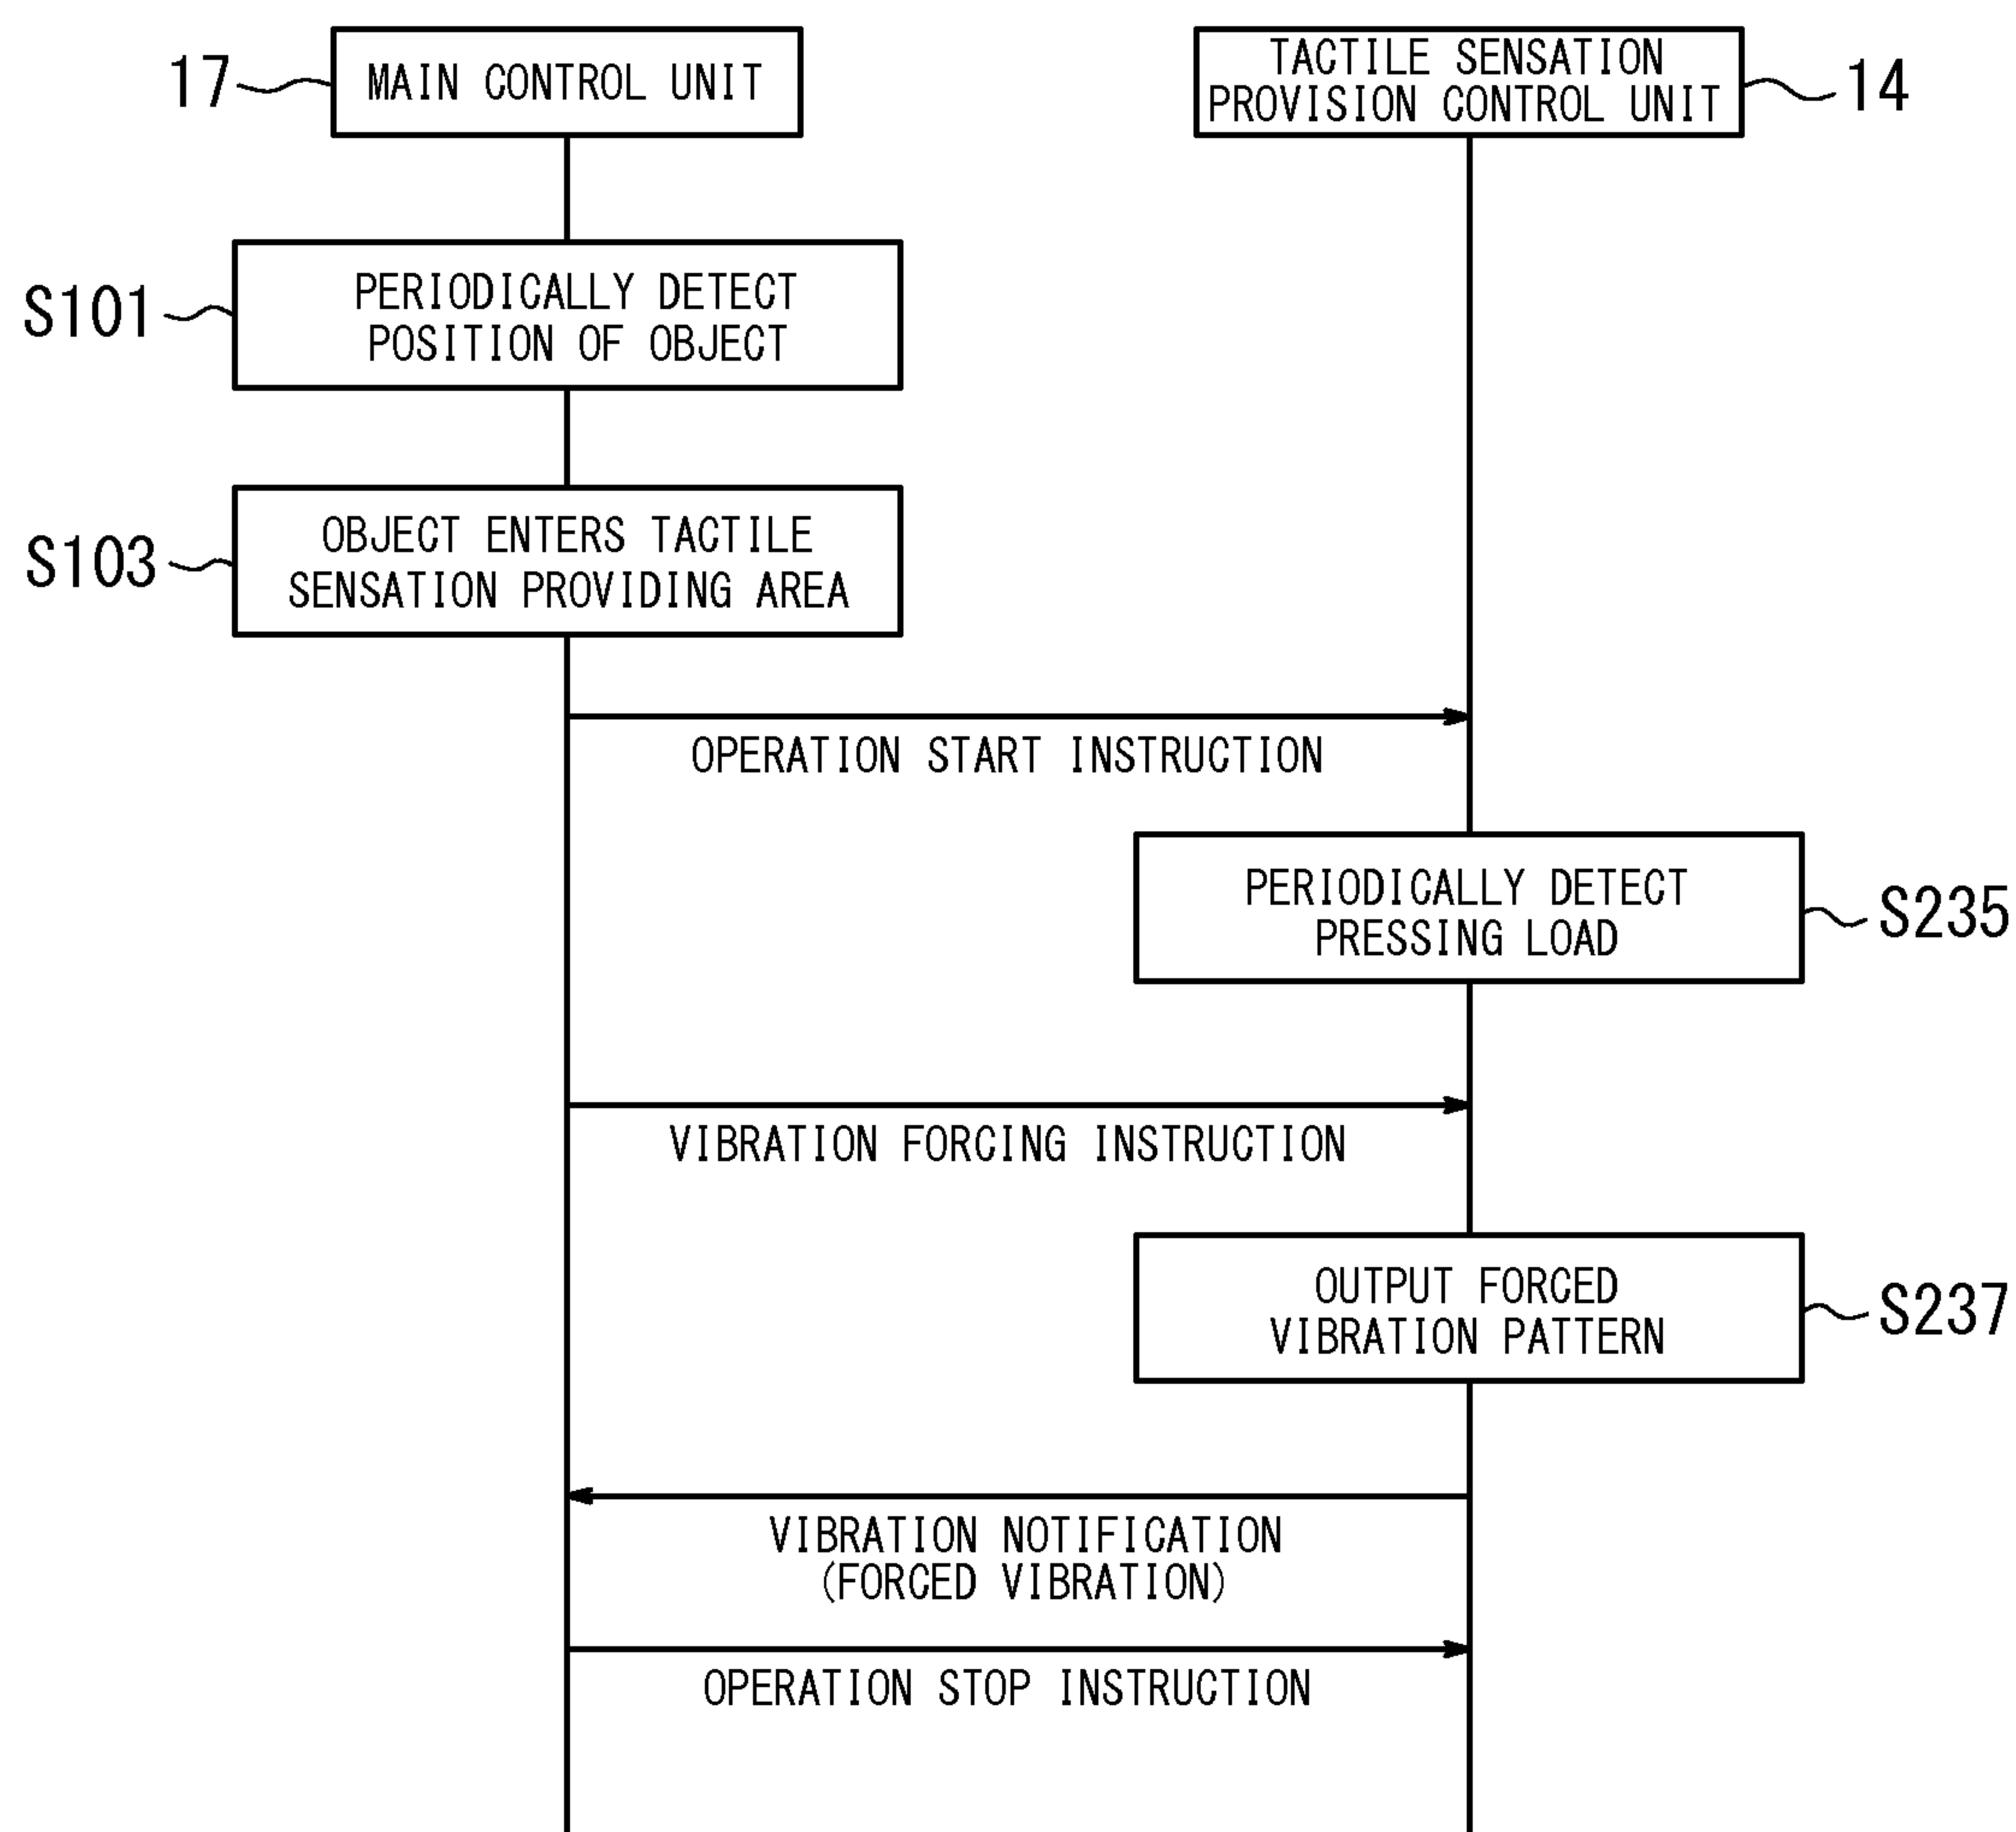 17
MAIN CONTROL UNIT
TACTILE SENSATION
PROVISION CONTROL UNIT
14
S101
PERIODICALLY DETECT
POSITION OF OBJECT
S103
OBJECT ENTERS TACTILE
SENSATION PROVIDING AREA
OPERATION START INSTRUCTION
PERIODICALLY DETECT
PRESSING LOAD
S235
VIBRATION FORCING INSTRUCTION
OUTPUT FORCED
VIBRATION PATTERN
S237
VIBRATION NOTIFICATION
(FORCED VIBRATION)
OPERATION STOP INSTRUCTION